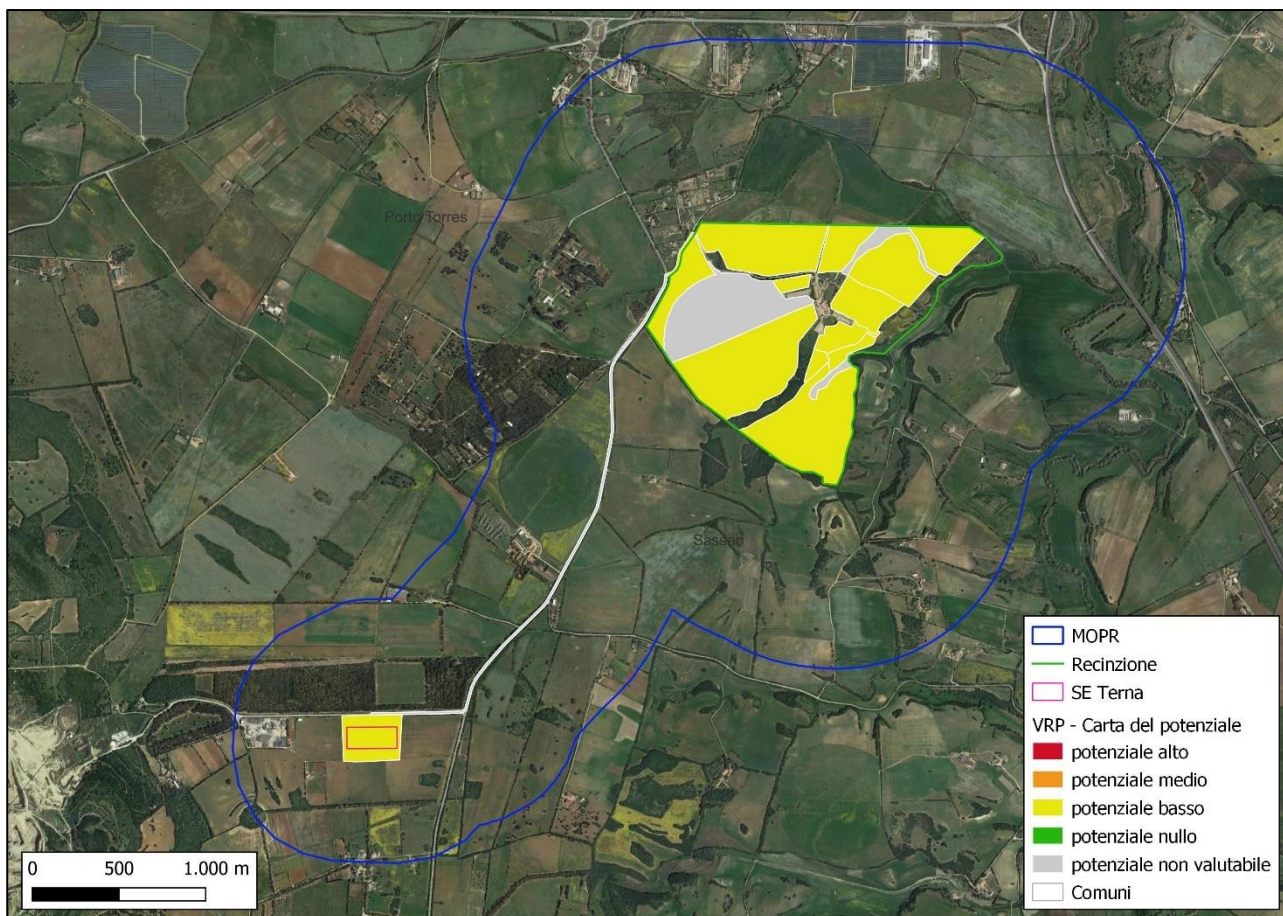 Porto Torres
Sassari
MOPR
Recinzione
SE Terna
VRP - Carta del potenziale
potenziale alto
potenziale medio
potenziale basso
potenziale nullo
potenziale non valutabile
Comuni
0 500 1.000 m